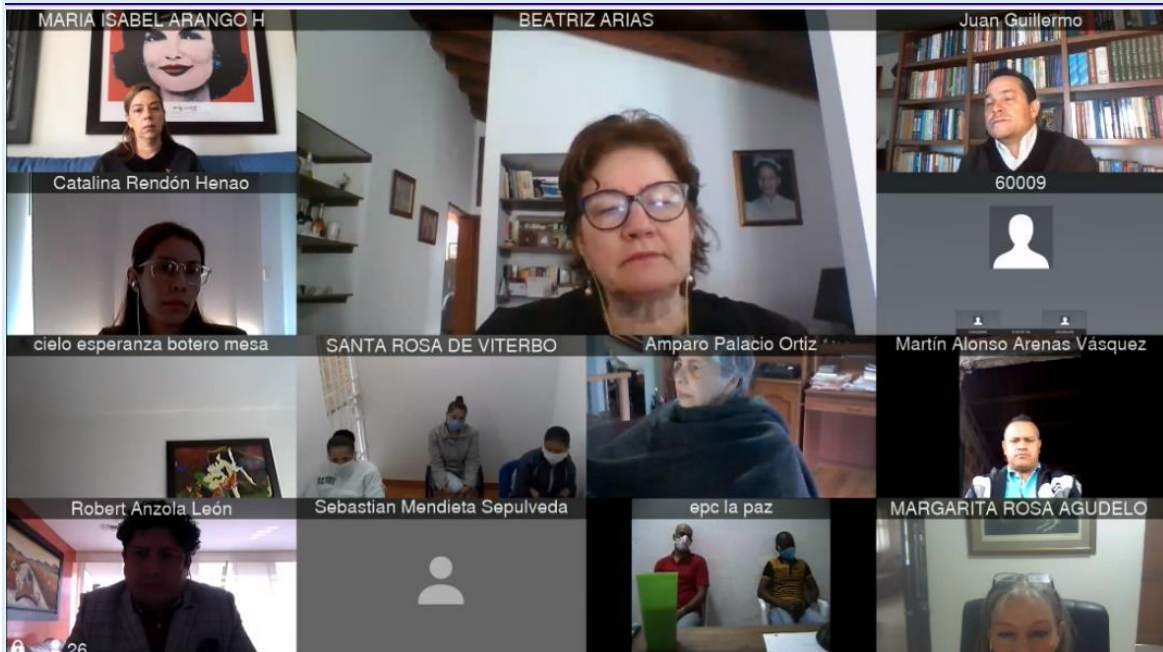 MARIA ISABEL ARANGO H
BEATRIZ ARIAS
Juan Guillermo
Catalina Rendón Henao
60009
cielo esperanza botero mesa
SANTA ROSA DE VITERBO
Amparo Palacio Ortiz
Martín Alonso Arenas Vásquez
Robert Anzola León
Sebastian Mendieta Sepulveda
epc la paz
MARGARITA ROSA AGUDELO
26